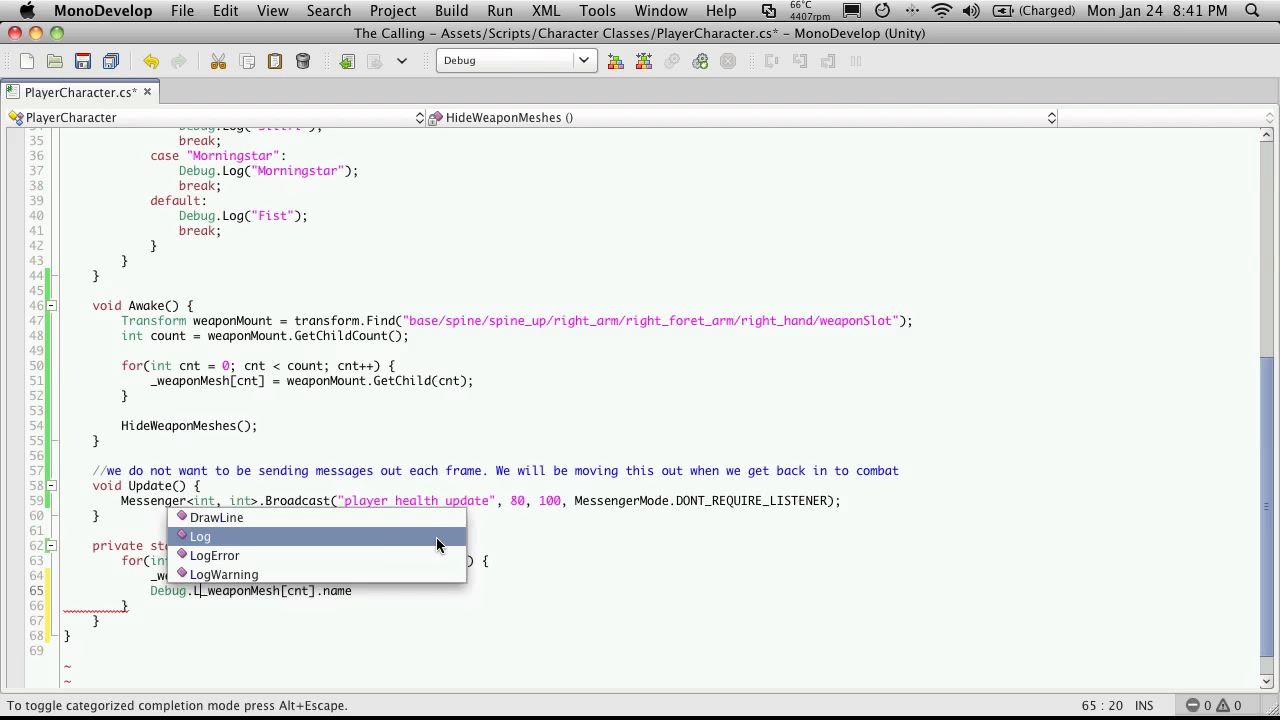 MonoDevelop File Edit View Search Project Build Run XML Tools Window Help 66°C 4407rpm (Charged) Mon Jan 24 8:41 PM
The Calling - Assets/Scripts/Character Classes/PlayerCharacter.cs* - MonoDevelop (Unity)
Debug
PlayerCharacter.cs*
PlayerCharacter HideWeaponMeshes ()
35 break;
36 case "Morningstar":
37 Debug.Log("Morningstar");
38 break;
39 default:
40 Debug.Log("Fist");
41 break;
42 }
43 }
44 }
45
46 void Awake() {
47 Transform weaponMount = transform.Find("base/spine/spine_up/right_arm/right_foret_arm/right_hand/weaponSlot");
48 int count = weaponMount.GetChildCount();
49
50 for(int cnt = 0; cnt < count; cnt++) {
51 _weaponMesh[cnt] = weaponMount.GetChild(cnt);
52 }
53
54 HideWeaponMeshes();
55 }
56
57 //we do not want to be sending messages out each frame. We will be moving this out when we get back in to combat
58 void Update() {
59 Messenger<int, int>.Broadcast("player health update", 80, 100, MessengerMode.DONT_REQUIRE_LISTENER);
60 }
61
62 private st
63 for(int ) {
64 _we
65 Debug.L_weaponMesh[cnt].name
66 }
67 }
68 }
69
DrawLine
Log
LogError
LogWarning
~
~
To toggle categorized completion mode press Alt+Escape. 65 : 20 INS 0 0